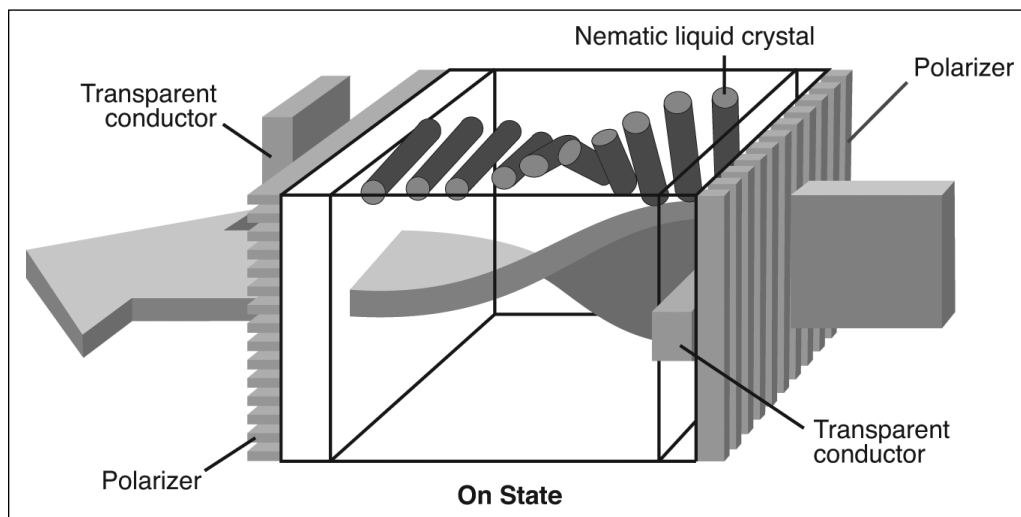 Nematic liquid crystal
Polarizer
Transparent
conductor
Transparent
conductor
Polarizer
On State